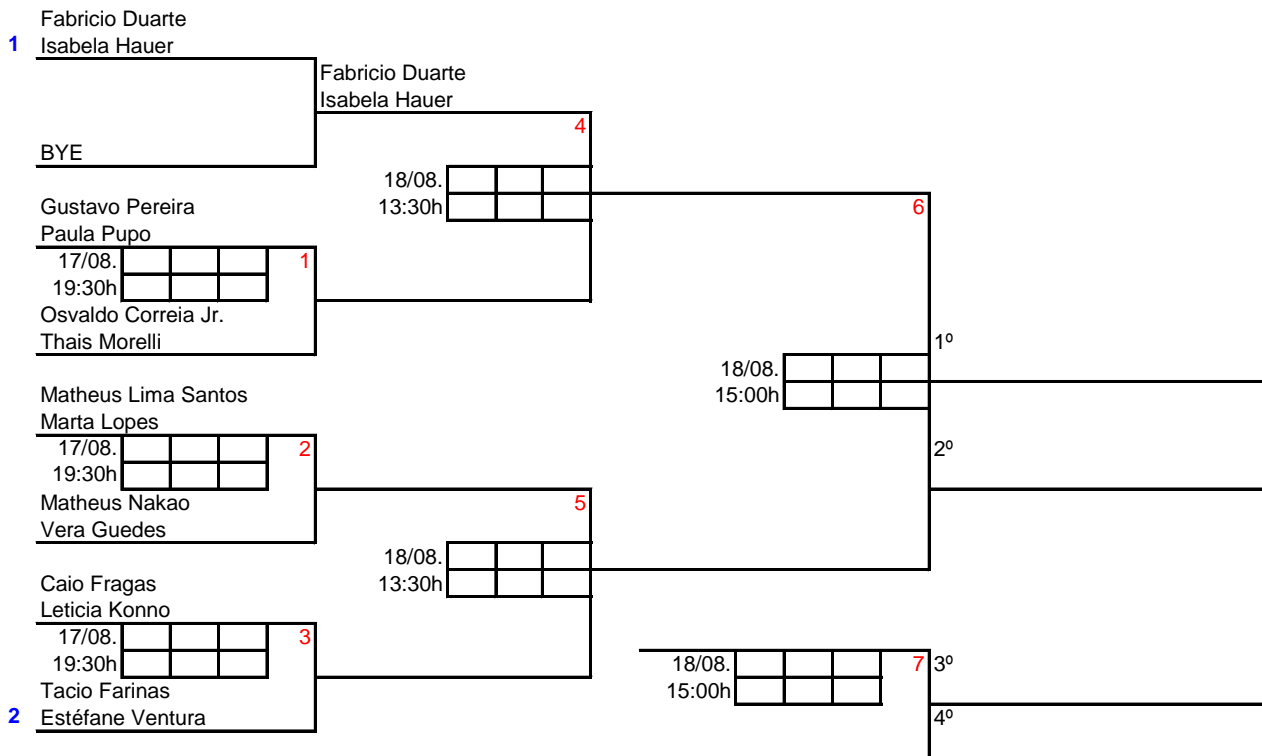 Fabricio Duarte
1 Isabela Hauer
Fabricio Duarte
Isabela Hauer
4
BYE
18/08.
13:30h
Gustavo Pereira
Paula Pupo
6
17/08.
1
19:30h
Osvaldo Correia Jr.
Thais Morelli
1º
18/08.
15:00h
Matheus Lima Santos
Marta Lopes
17/08.
2
19:30h
2º
Matheus Nakao
Vera Guedes
5
18/08.
13:30h
Caio Fragas
Leticia Konno
17/08.
3
19:30h
18/08.
7
3º
15:00h
Tacio Farinas
2 Estéfane Ventura
4º